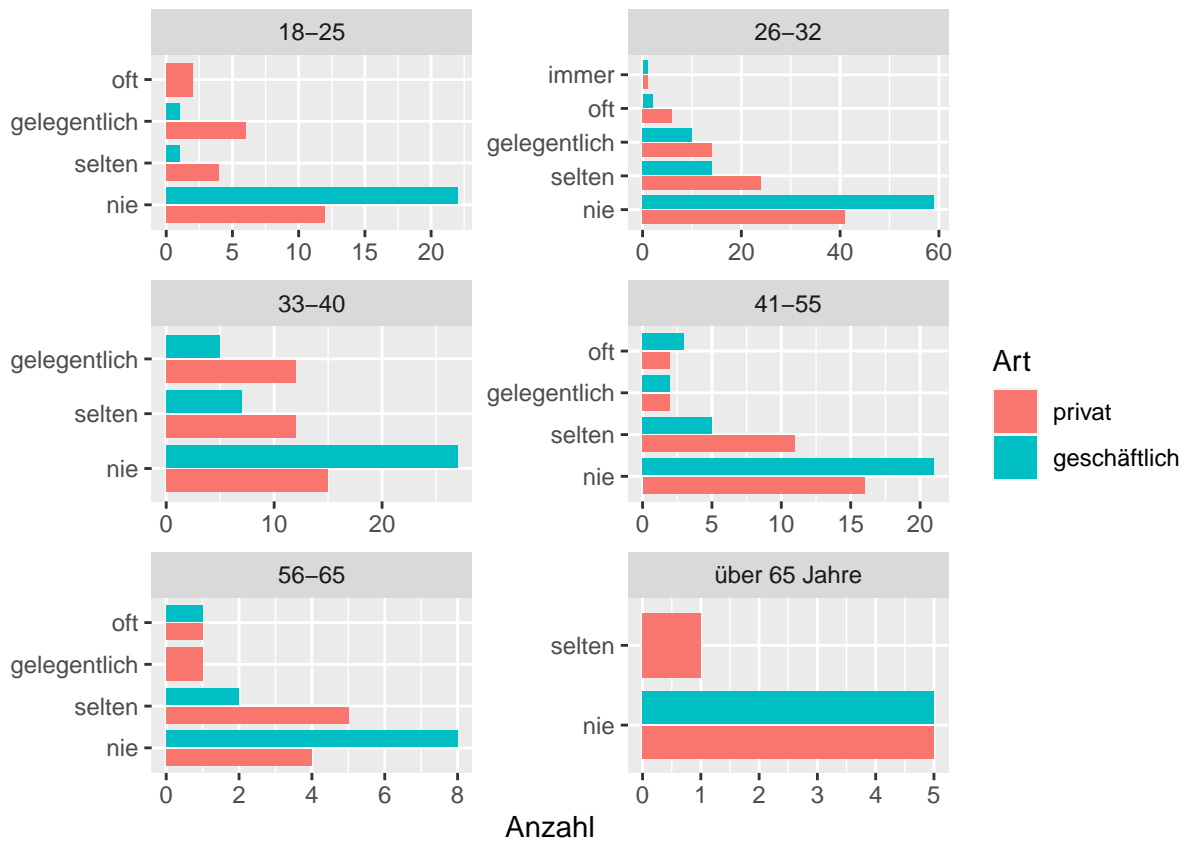 18−25
oft
gelegentlich
selten
nie
0 5 10 15 20
26−32
immer
oft
gelegentlich
selten
nie
0 20 40 60
33−40
gelegentlich
selten
nie
0 10 20
41−55
oft
gelegentlich
selten
nie
0 5 10 15 20
56−65
oft
gelegentlich
selten
nie
0 2 4 6 8
über 65 Jahre
selten
nie
0 1 2 3 4 5
Anzahl
Art
privat
geschäftlich